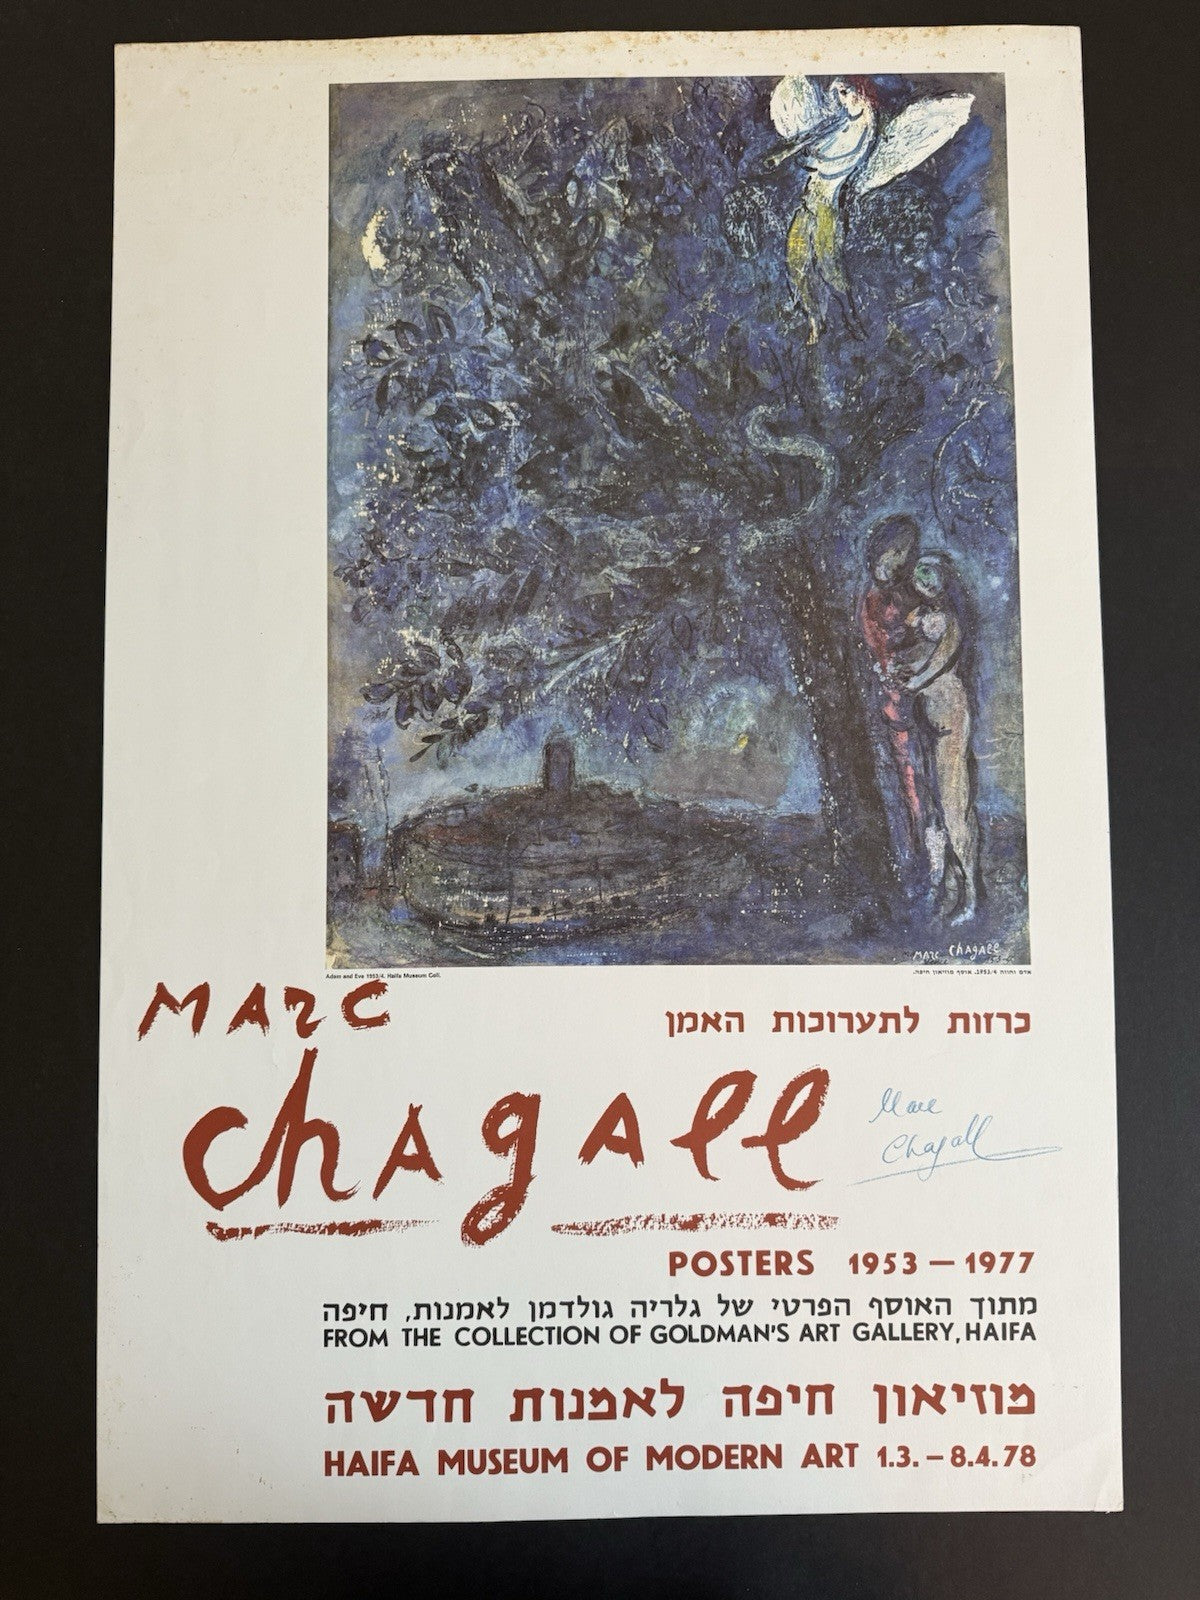 MARC Chagall
Adam and Eve 1953/4. Haifa Museum Coll.
אדם וחווה 1953/4. אוסף מוזיאון חיפה.
MARC
כרזות לתערוכות האמן
Chagall
Marc
Chagall
POSTERS 1953 — 1977
מתוך האוסף הפרטי של גלריה גולדמן לאמנות, חיפה
FROM THE COLLECTION OF GOLDMAN'S ART GALLERY, HAIFA
מוזיאון חיפה לאמנות חדשה
HAIFA MUSEUM OF MODERN ART 1.3. – 8.4.78